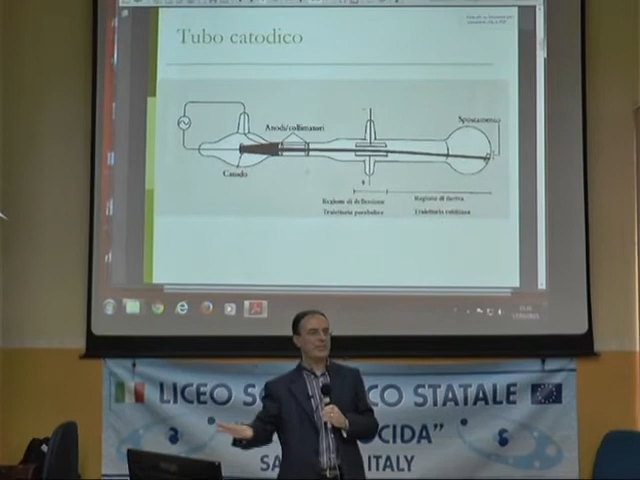 Tubo catodico
Spostamento
Anodi/collimatori
Catodo
Regione di deflessione
Traiettoria parabolica
Regione di deriva
Traiettoria rettilinea
LICEO CO STATALE
CIDA"
ITALY